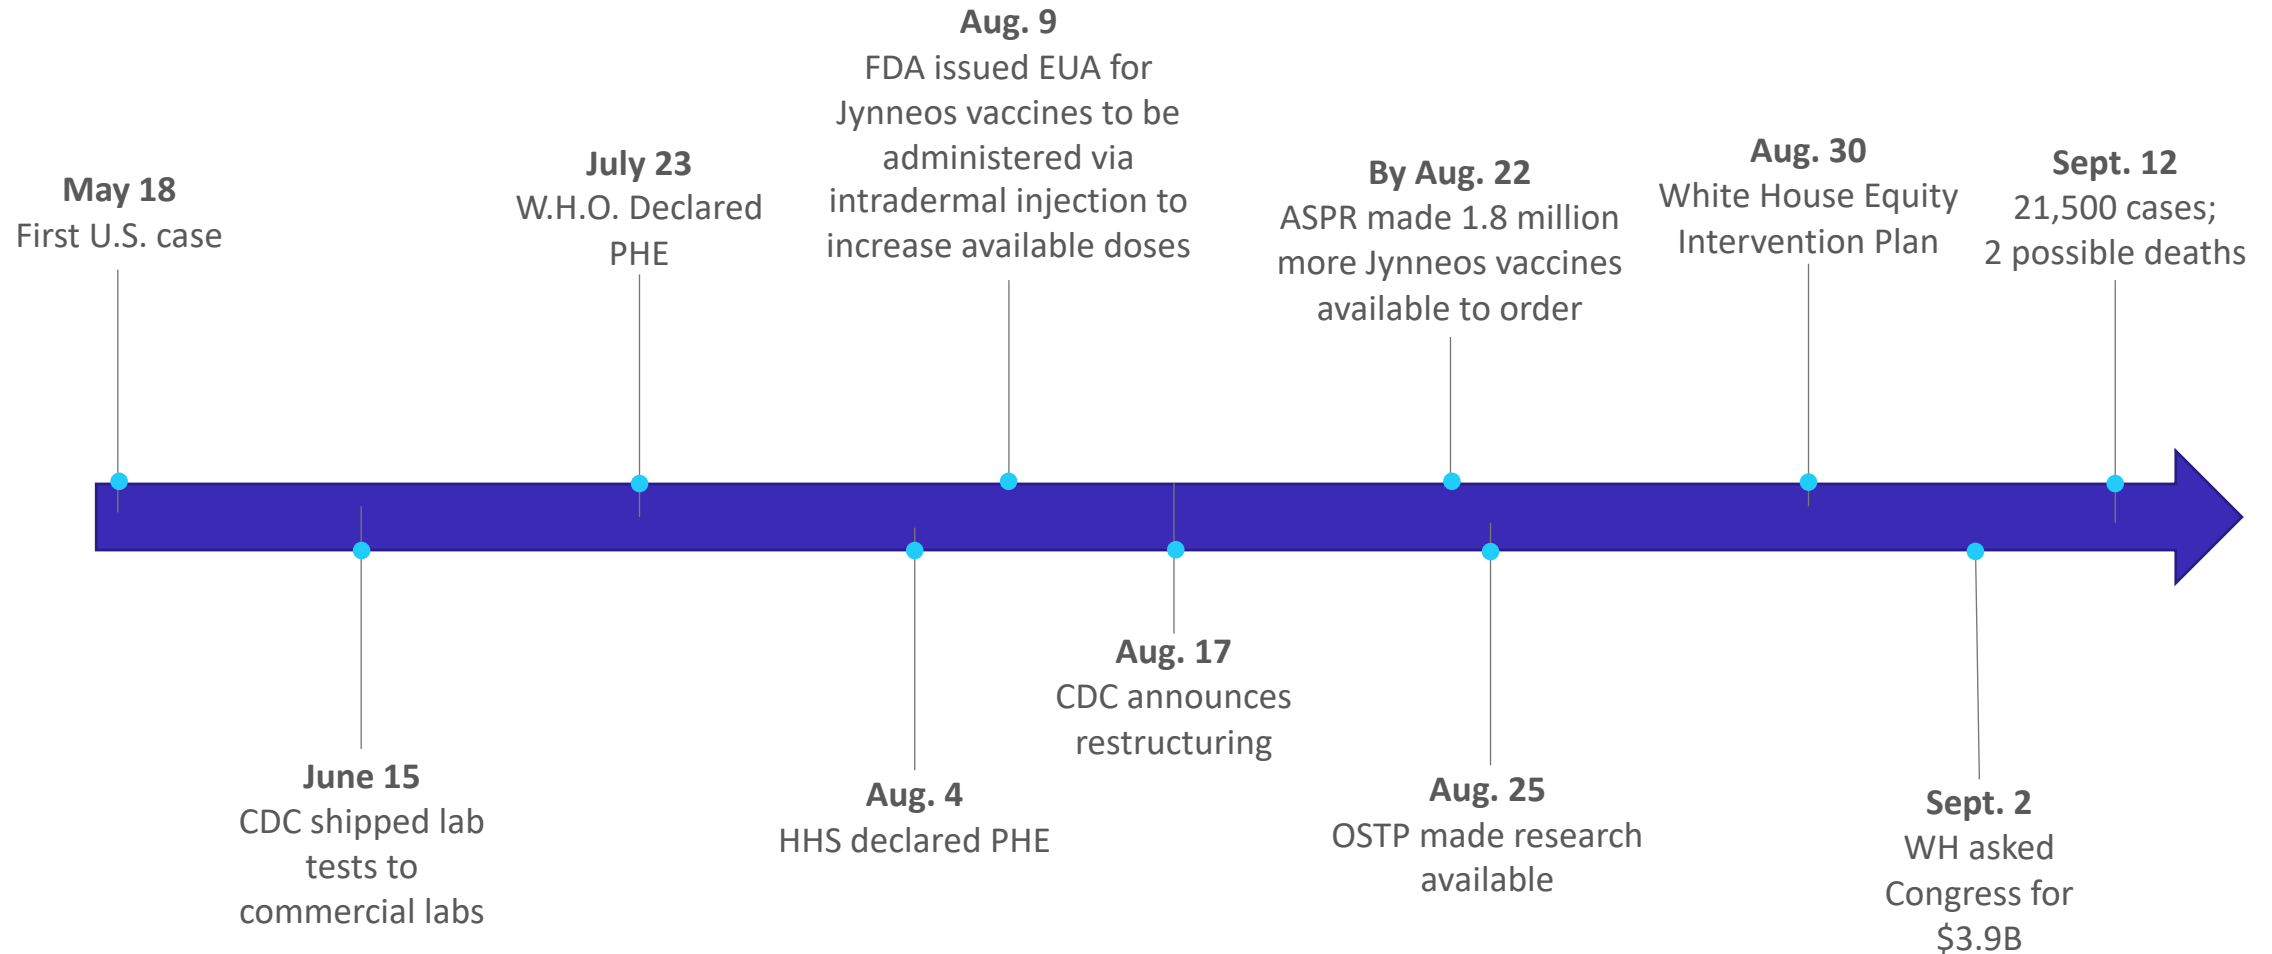 May 18
First U.S. case
June 15
CDC shipped lab
tests to
commercial labs
July 23
W.H.O. Declared
PHE
Aug. 4
HHS declared PHE
Aug. 9
FDA issued EUA for
Jynneos vaccines to be
administered via
intradermal injection to
increase available doses
Aug. 17
CDC announces
restructuring
By Aug. 22
ASPR made 1.8 million
more Jynneos vaccines
available to order
Aug. 25
OSTP made research
available
Aug. 30
White House Equity
Intervention Plan
Sept. 2
WH asked
Congress for
$3.9B
Sept. 12
21,500 cases;
2 possible deaths